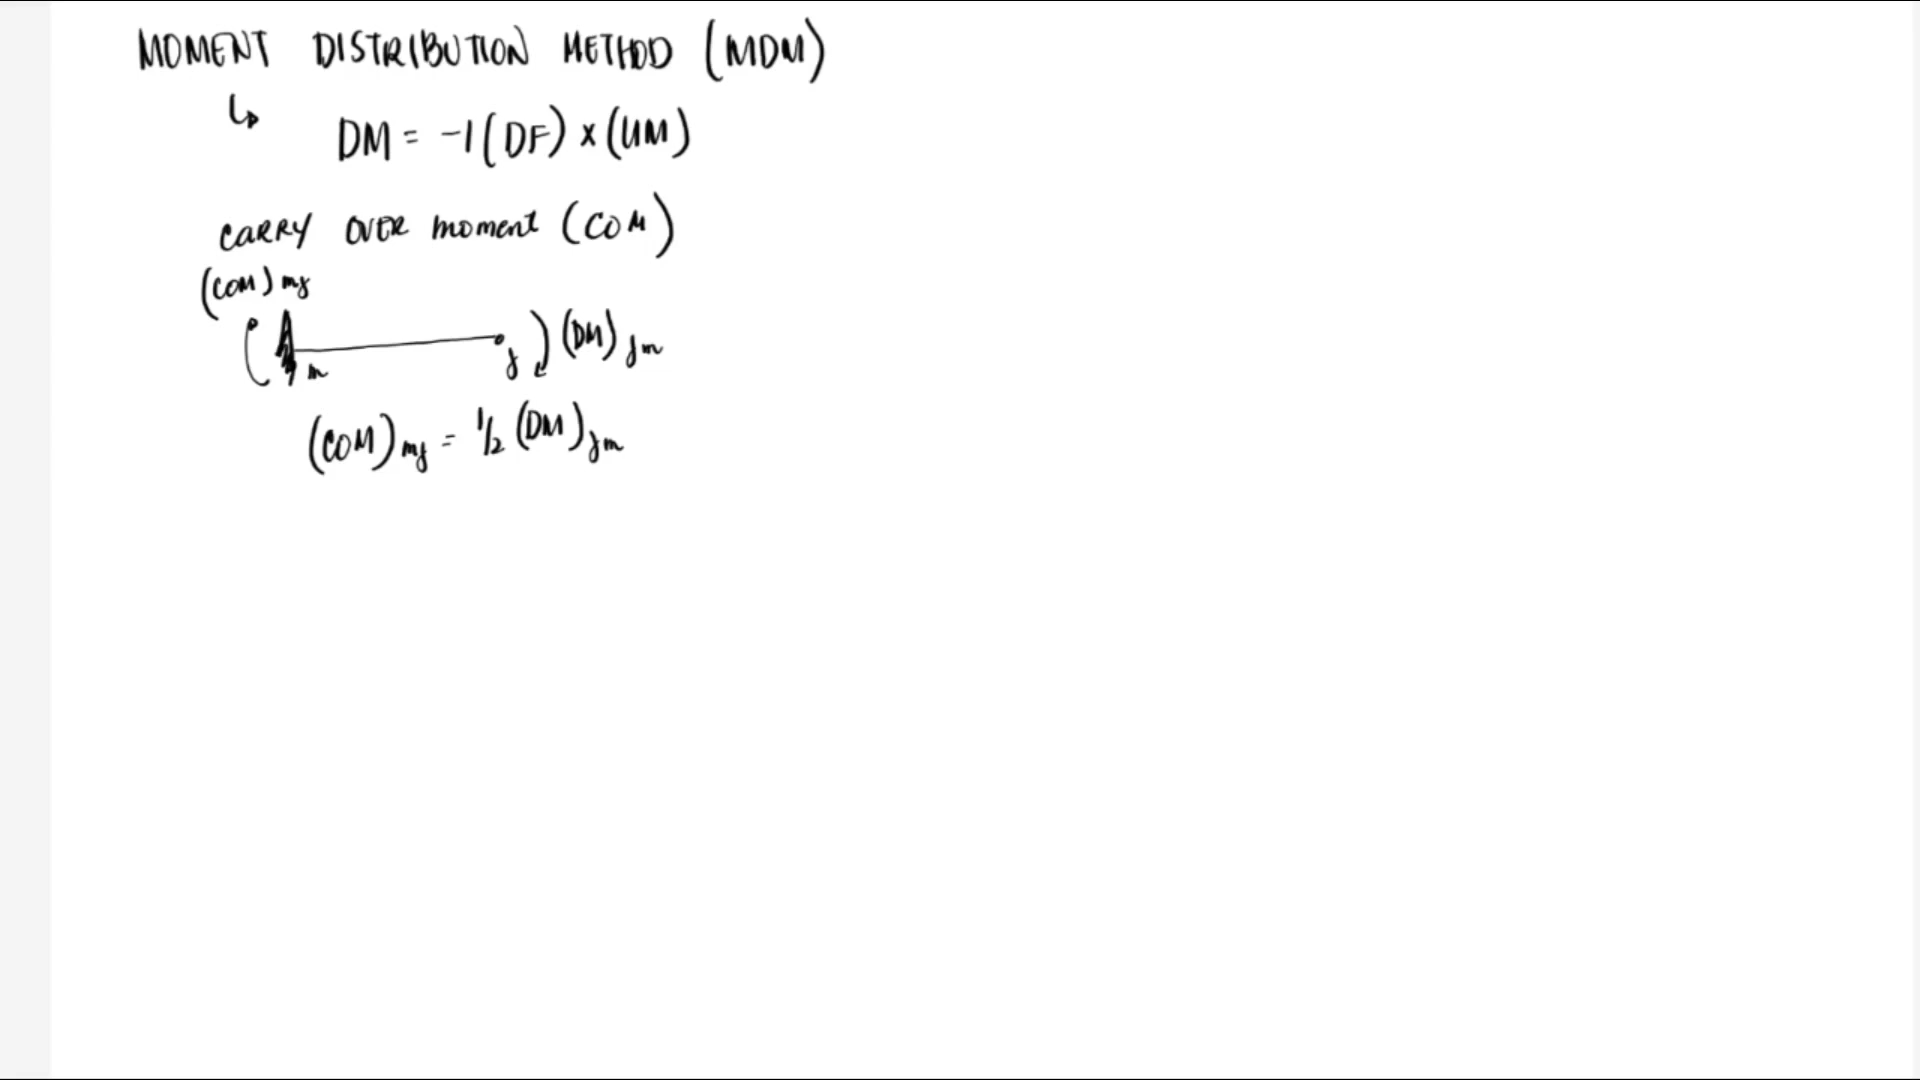 MOMENT DISTRIBUTION METHOD (MDM)
↳ DM = -1(DF) x (UM)
CARRY OVER moment (COM)
(COM) mj
m j (DM) jm
(COM) mj = 1/2 (DM) jm